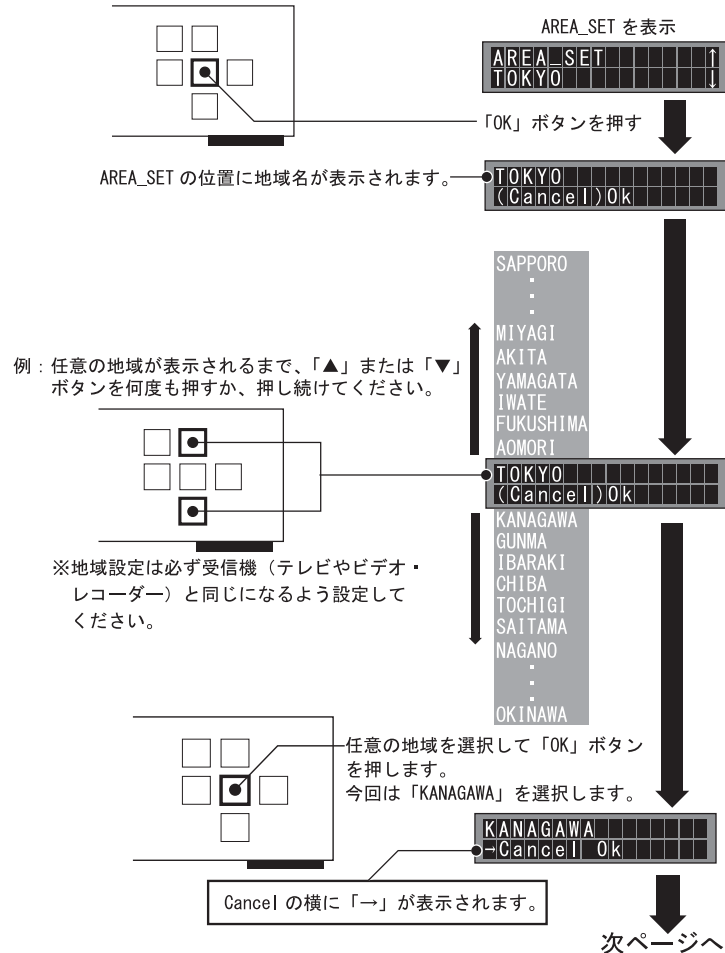 AREA_SET を表示
AREA_SET ↑
TOKYO ↓
「OK」ボタンを押す
AREA_SET の位置に地域名が表示されます。
TOKYO
(Cancel)Ok
SAPPORO
・
・
・
MIYAGI
AKITA
YAMAGATA
IWATE
FUKUSHIMA
AOMORI
例：任意の地域が表示されるまで、「▲」または「▼」
ボタンを何度も押すか、押し続けてください。
TOKYO
(Cancel)Ok
KANAGAWA
GUNMA
IBARAKI
CHIBA
TOCHIGI
SAITAMA
NAGANO
・
・
・
OKINAWA
※地域設定は必ず受信機（テレビやビデオ・
レコーダー）と同じになるよう設定して
ください。
任意の地域を選択して「OK」ボタン
を押します。
今回は「KANAGAWA」を選択します。
KANAGAWA
→Cancel Ok
Cancel の横に「→」が表示されます。
次ページへ